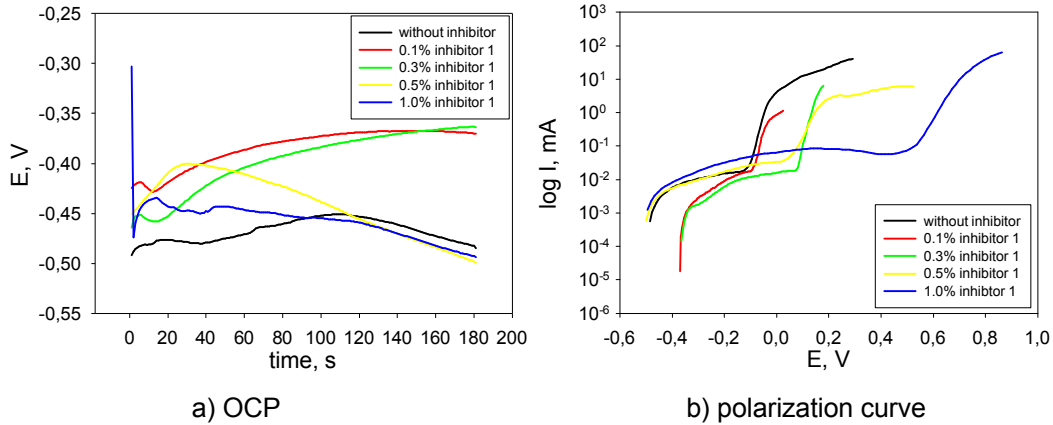 -0,25
-0,30
-0,35
-0,40
-0,45
-0,50
-0,55
E, V
0 20 40 60 80 100 120 140 160 180 200
time, s
without inhibitor
0.1% inhibitor 1
0.3% inhibitor 1
0.5% inhibitor 1
1.0% inhibitor 1
a) OCP
10³
10²
10¹
10⁰
10⁻¹
10⁻²
10⁻³
10⁻⁴
10⁻⁵
10⁻⁶
log I, mA
-0,6 -0,4 -0,2 0,0 0,2 0,4 0,6 0,8 1,0
E, V
without inhibitor
0.1% inhibitor 1
0.3% inhibitor 1
0.5% inhibitor 1
1.0% inhibtor 1
b) polarization curve